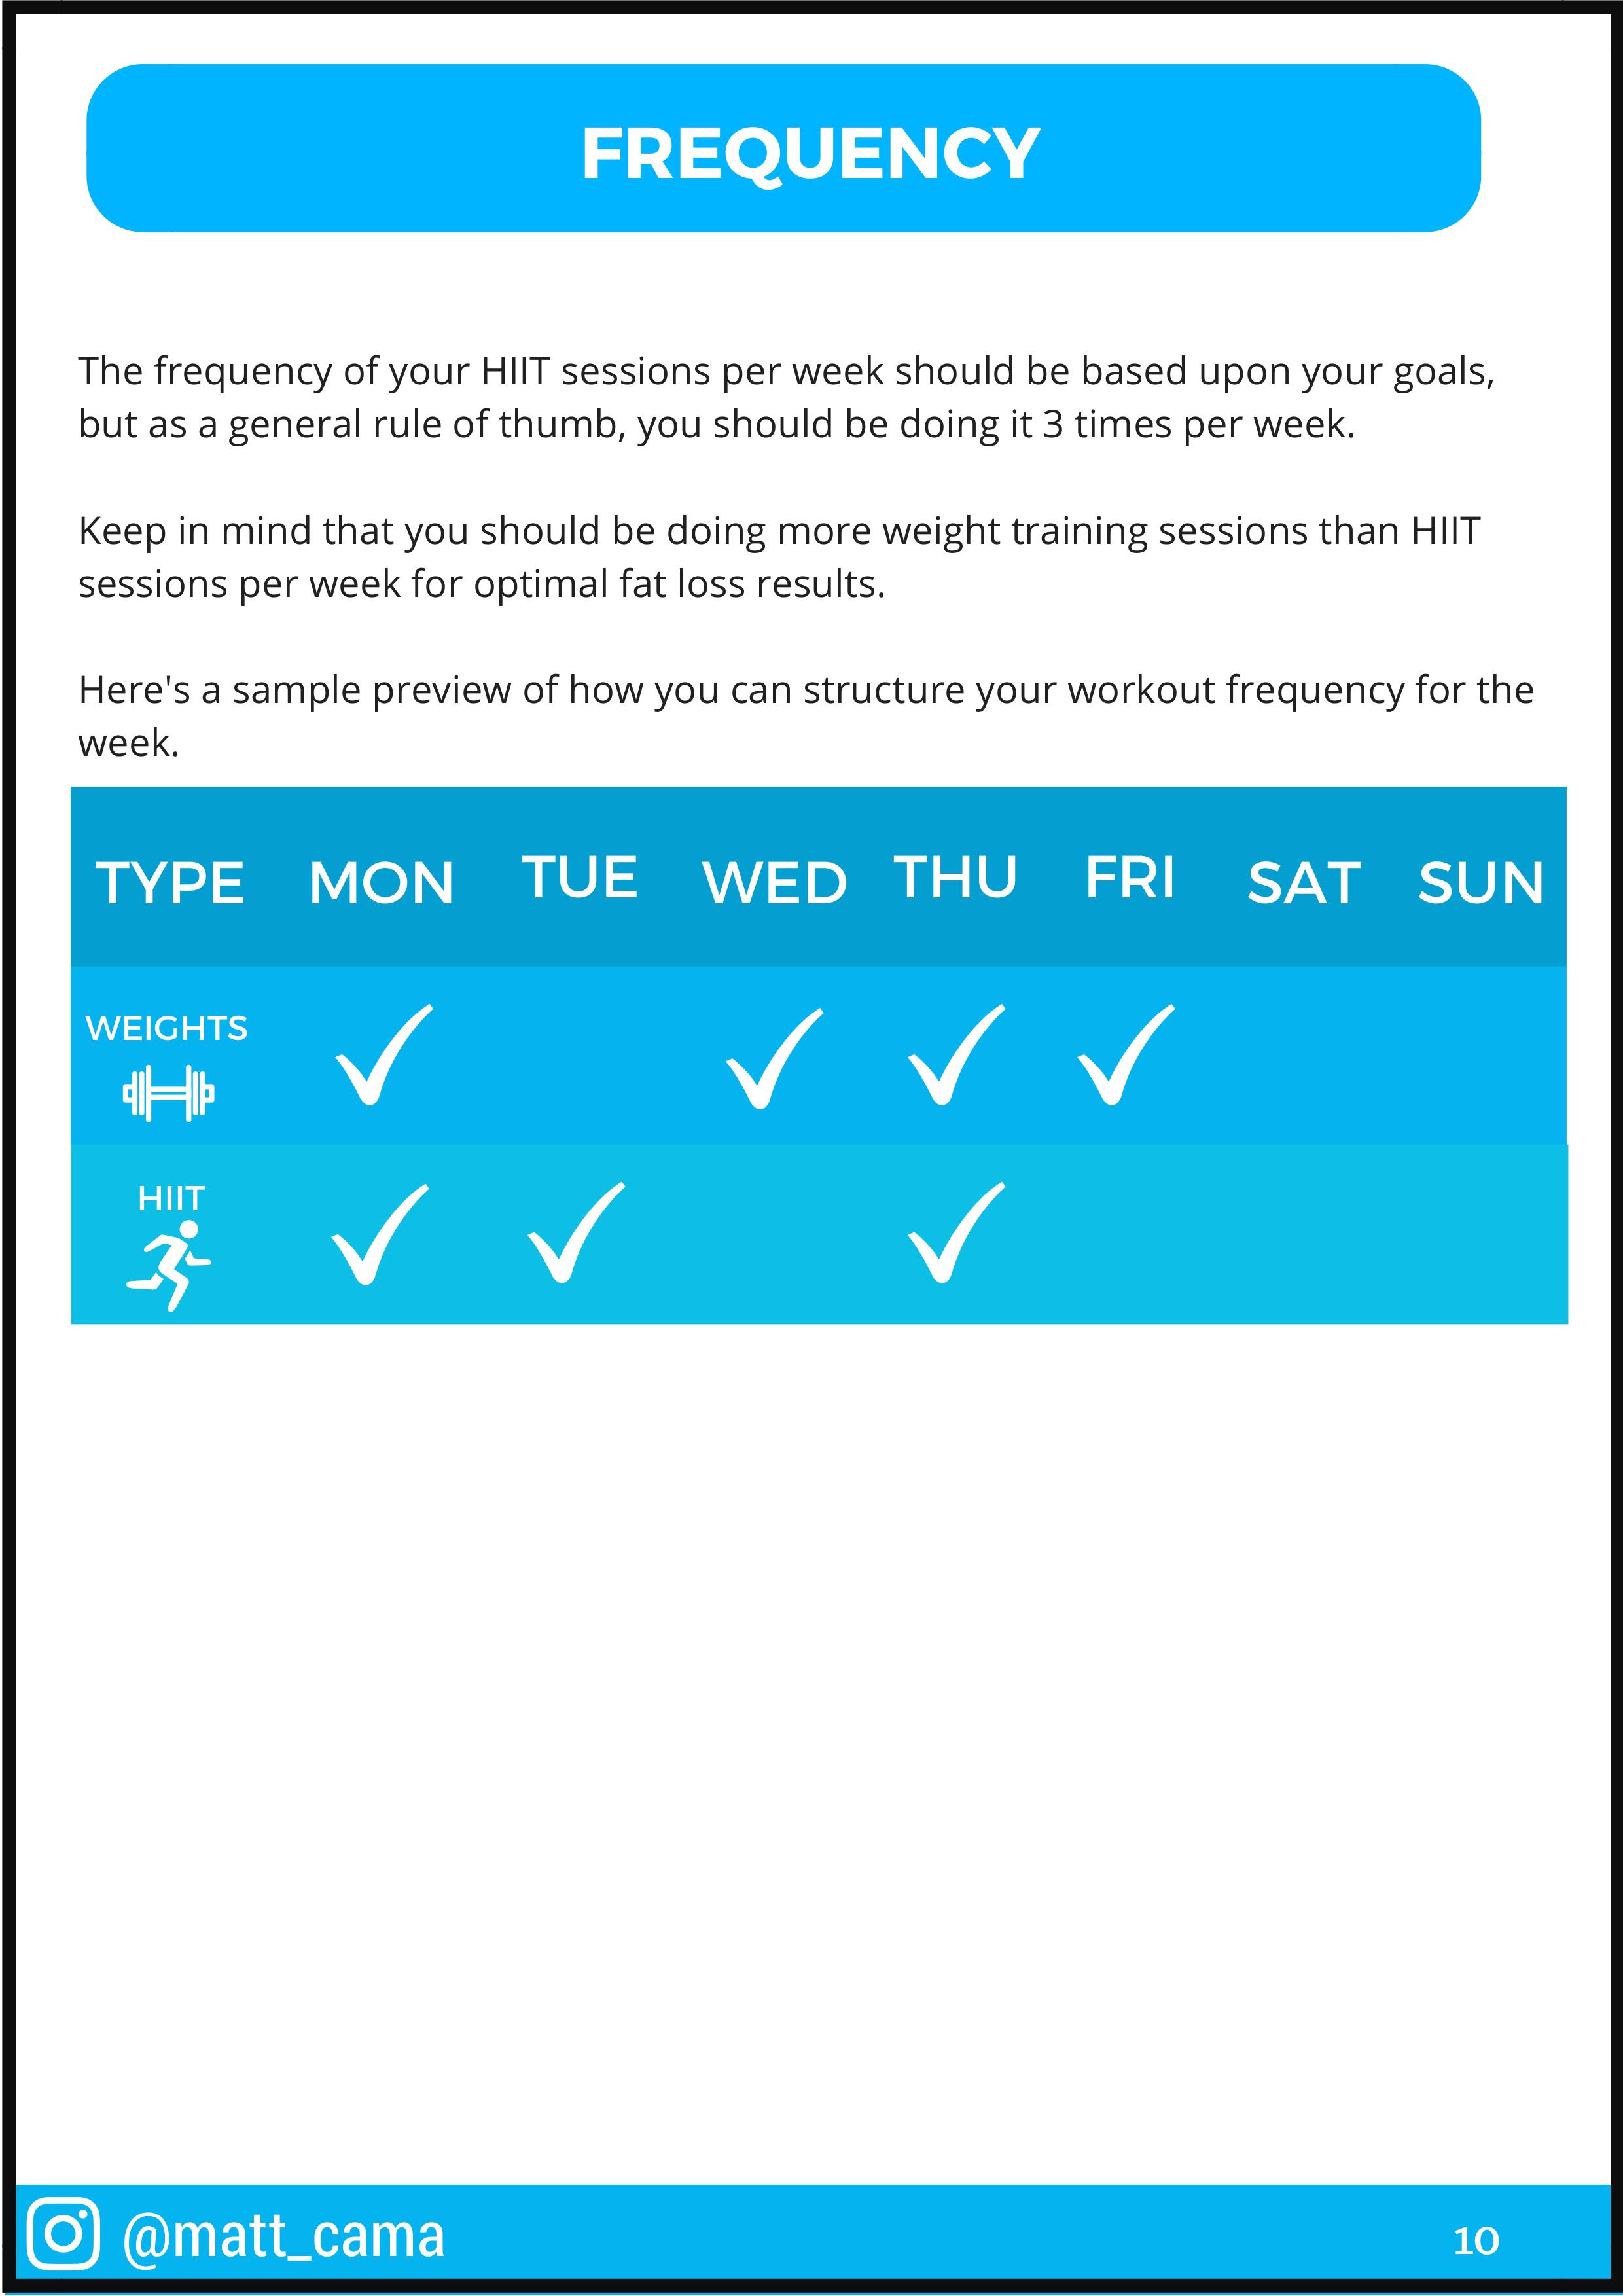 FREQUENCY
The frequency of your HIIT sessions per week should be based upon your goals,
but as a general rule of thumb, you should be doing it 3 times per week.
Keep in mind that you should be doing more weight training sessions than HIIT
sessions per week for optimal fat loss results.
Here's a sample preview of how you can structure your workout frequency for the
week.
TYPE MON TUE WED THU FRI SAT SUN
WEIGHTS
HIIT
@matt_cama 10